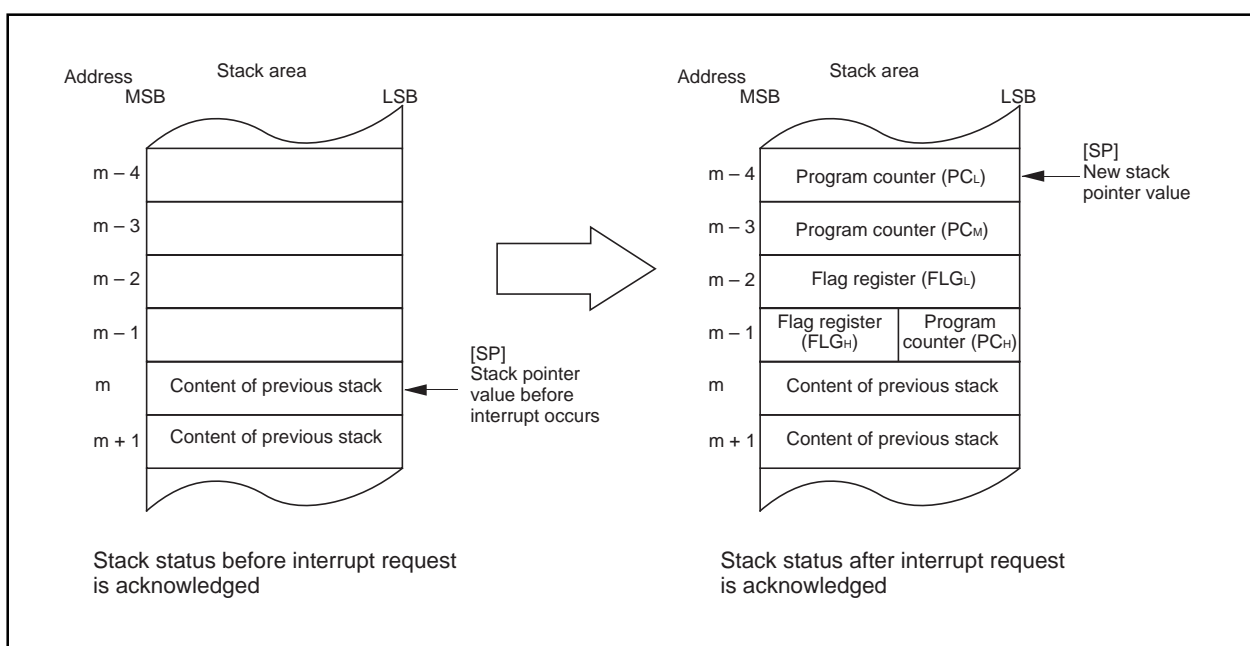 Address
Stack area
MSB
LSB
m – 4
m – 3
m – 2
m – 1
m
Content of previous stack
m + 1
Content of previous stack
[SP]
Stack pointer
value before
interrupt occurs
Stack status before interrupt request
is acknowledged
Address
Stack area
MSB
LSB
m – 4
Program counter (PCL)
[SP]
New stack
pointer value
m – 3
Program counter (PCM)
m – 2
Flag register (FLGL)
m – 1
Flag register
(FLGH)
Program
counter (PCH)
m
Content of previous stack
m + 1
Content of previous stack
Stack status after interrupt request
is acknowledged